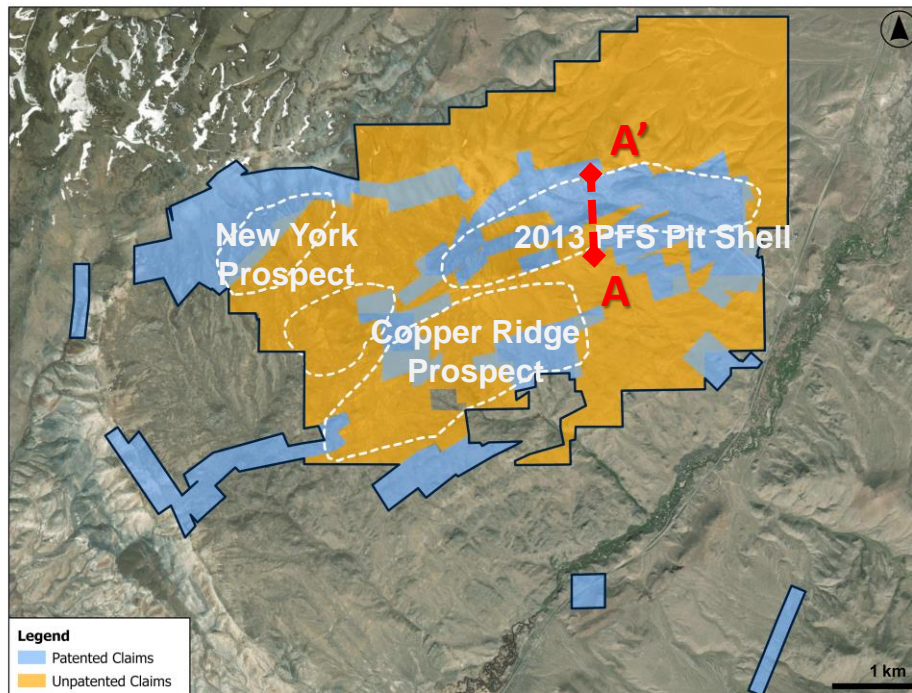 A’
New York
Prospect
2013 PFS Pit Shell
A
Copper Ridge
Prospect
Legend
Patented Claims
Unpatented Claims
1 km